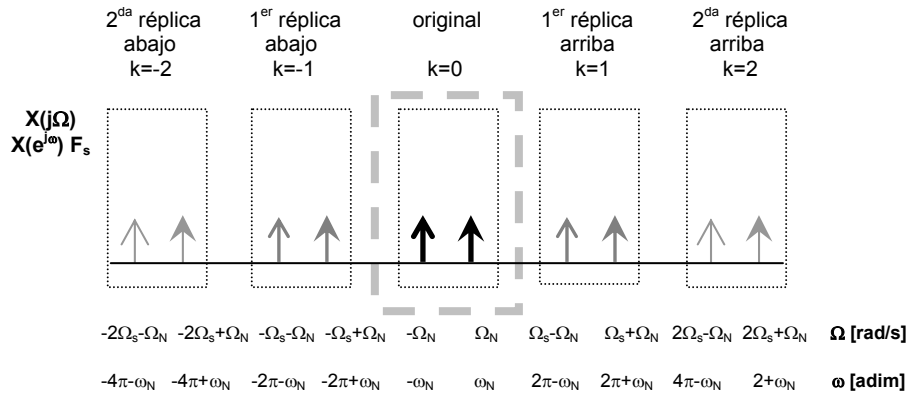 2da réplica 1er réplica original 1er réplica 2da réplica
abajo abajo arriba arriba
k=-2 k=-1 k=0 k=1 k=2
X(jΩ)
X(e^jω) Fs
-2Ωs-ΩN -2Ωs+ΩN -Ωs-ΩN -Ωs+ΩN -ΩN ΩN Ωs-ΩN Ωs+ΩN 2Ωs-ΩN 2Ωs+ΩN Ω [rad/s]
-4π-ωN -4π+ωN -2π-ωN -2π+ωN -ωN ωN 2π-ωN 2π+ωN 4π-ωN 2+ωN ω [adim]